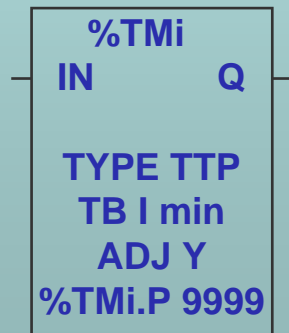 %TMi
IN Q
TYPE TTP
TB I min
ADJ Y
%TMi.P 9999